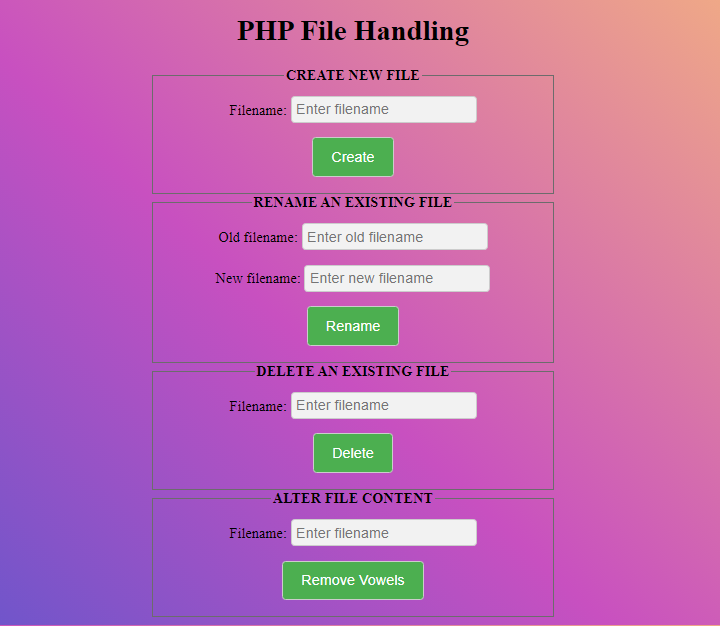 PHP File Handling
CREATE NEW FILE
Filename: Enter filename
Create
RENAME AN EXISTING FILE
Old filename: Enter old filename
New filename: Enter new filename
Rename
DELETE AN EXISTING FILE
Filename: Enter filename
Delete
ALTER FILE CONTENT
Filename: Enter filename
Remove Vowels